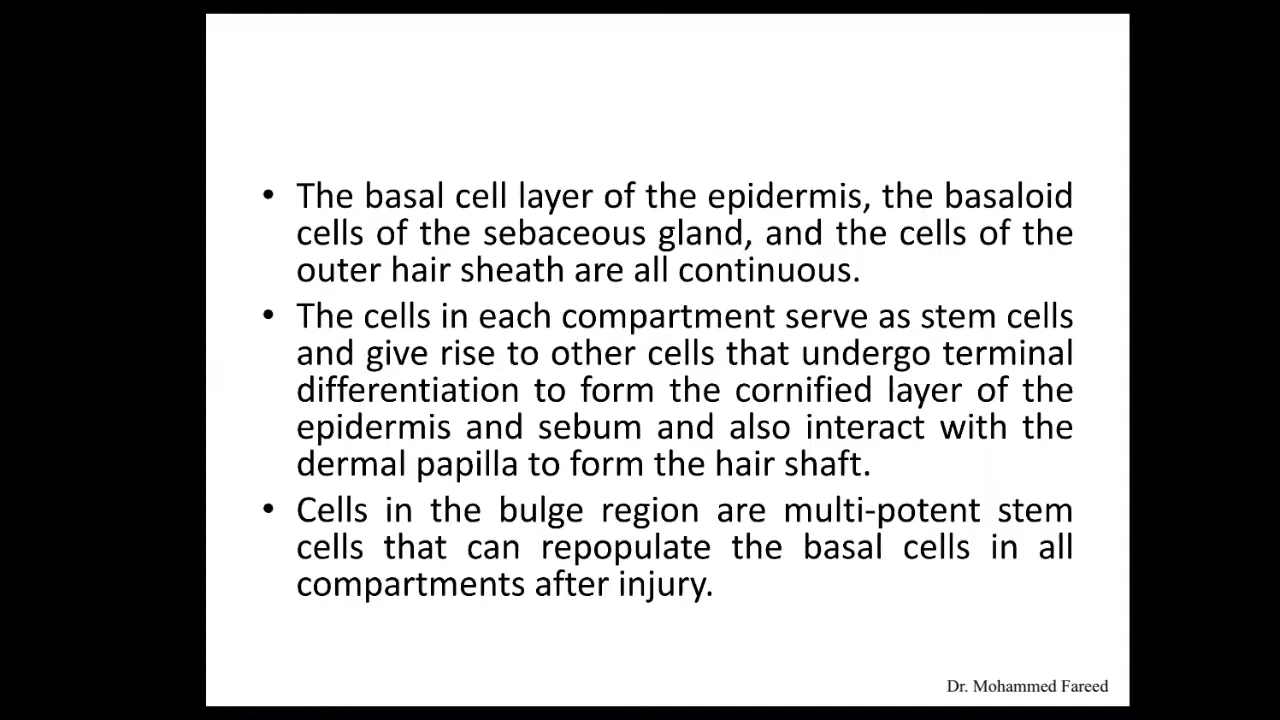 • The basal cell layer of the epidermis, the basaloid
cells of the sebaceous gland, and the cells of the
outer hair sheath are all continuous.
• The cells in each compartment serve as stem cells
and give rise to other cells that undergo terminal
differentiation to form the cornified layer of the
epidermis and sebum and also interact with the
dermal papilla to form the hair shaft.
• Cells in the bulge region are multi-potent stem
cells that can repopulate the basal cells in all
compartments after injury.
Dr. Mohammed Fareed